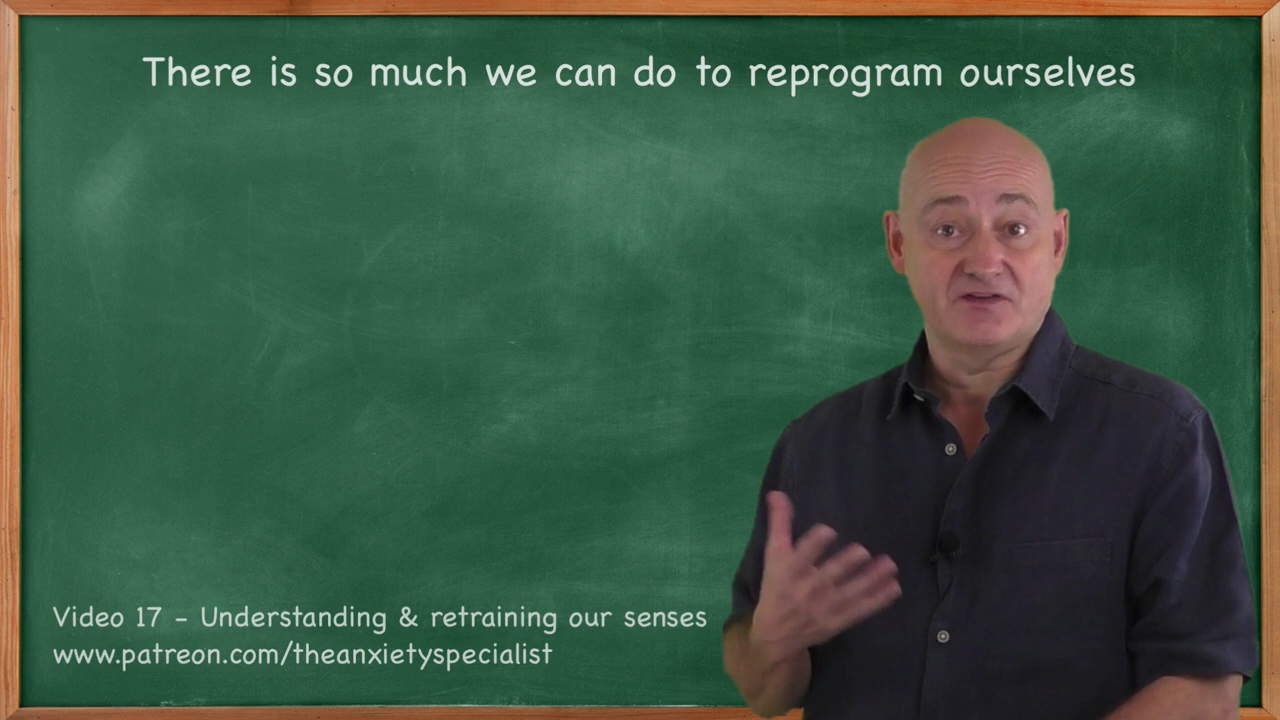 There is so much we can do to reprogram ourselves
Video 17 - Understanding & retraining our senses
www.patreon.com/theanxietyspecialist